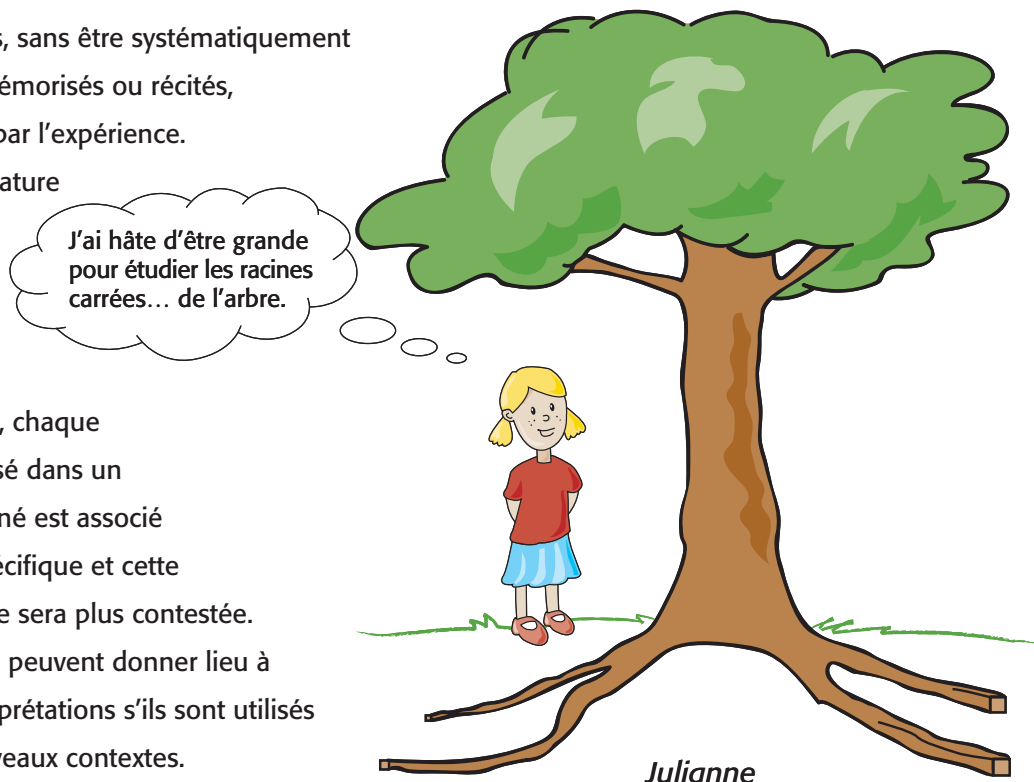 s, sans être systématiquement
émorisés ou récités,
par l'expérience.
ature
J'ai hâte d'être grande
pour étudier les racines
carrées… de l'arbre.
, chaque
sé dans un
né est associé
écifique et cette
e sera plus contestée.
peuvent donner lieu à
prétations s'ils sont utilisés
veaux contextes.
Julianne